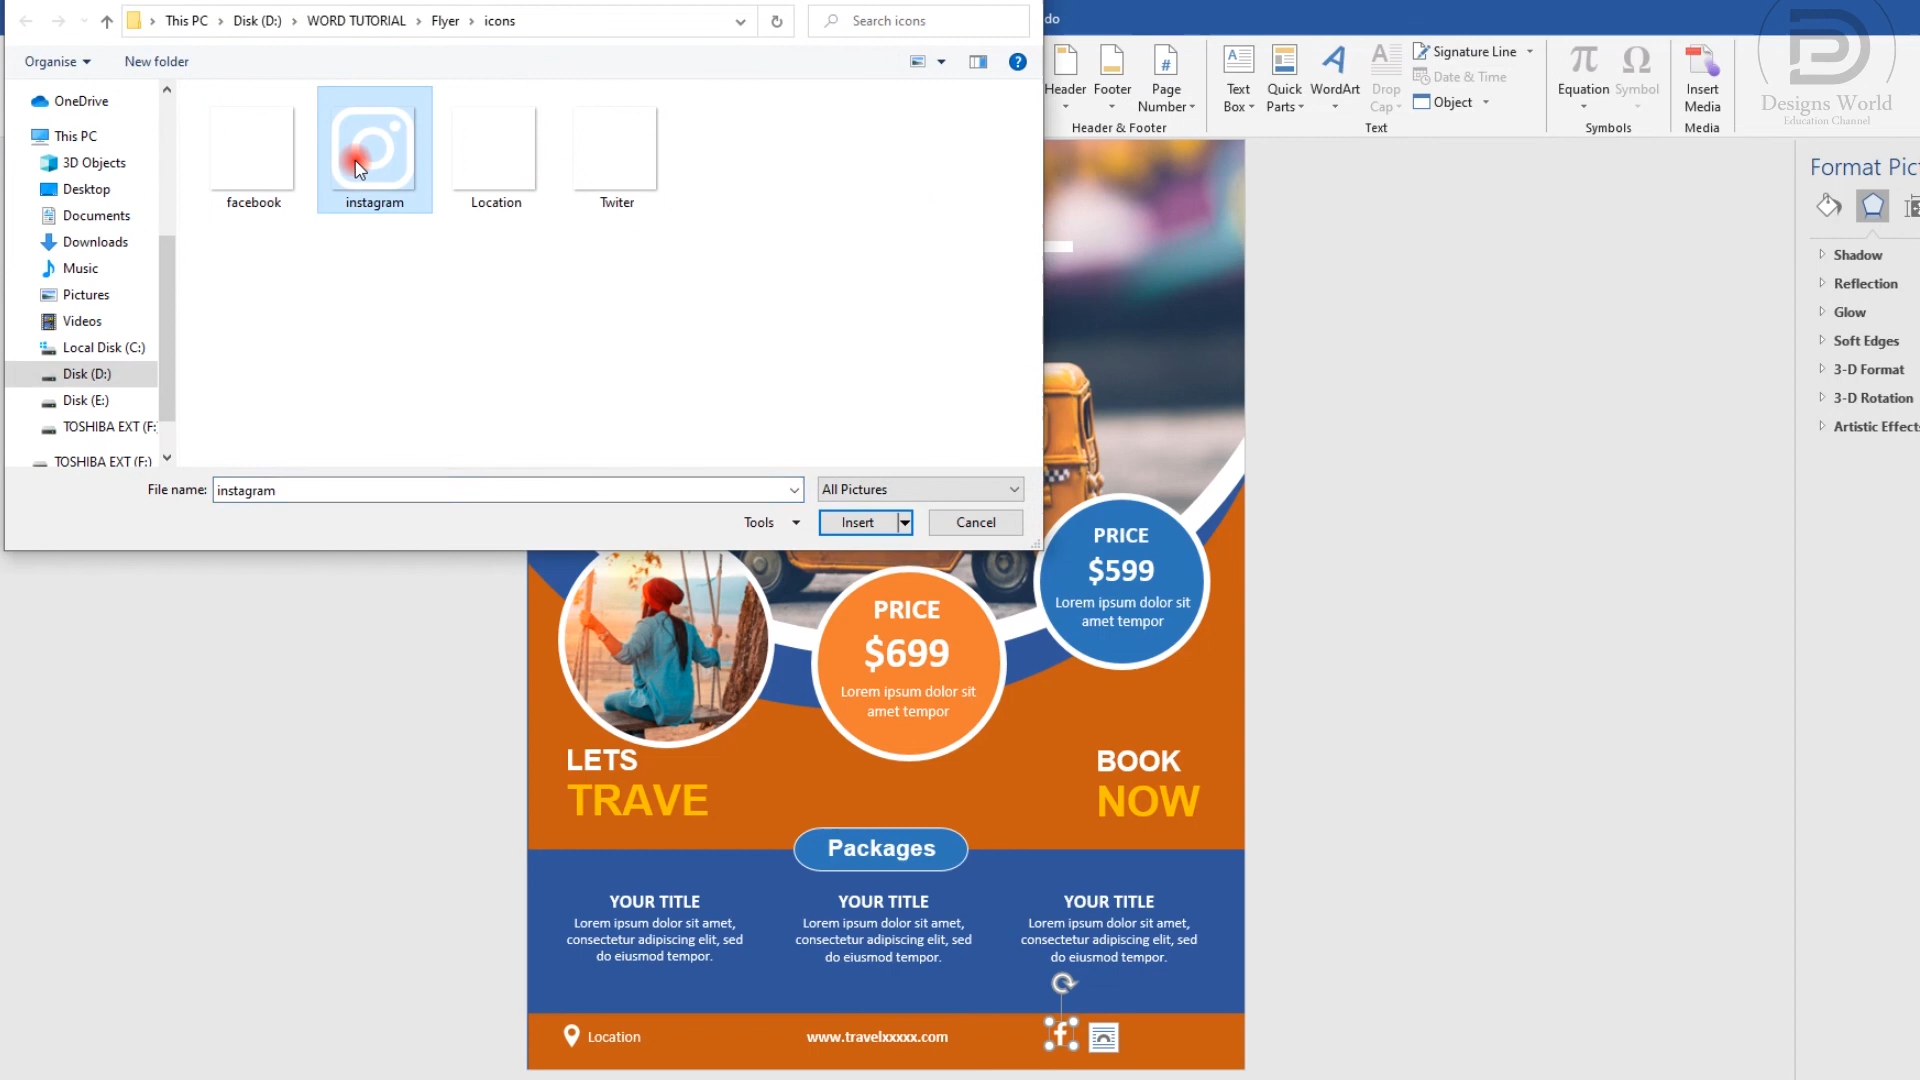 This PC > Disk (D:) > WORD TUTORIAL > Flyer > icons
Search icons
Organise
New folder
OneDrive
This PC
3D Objects
Desktop
Documents
Downloads
Music
Pictures
Videos
Local Disk (C:)
Disk (D:)
Disk (E:)
TOSHIBA EXT (F:
TOSHIBA EXT (F:)
facebook
instagram
Location
Twiter
File name:
instagram
All Pictures
Tools
Insert
Cancel
do
Header
Footer
Page
Number
Header & Footer
Text
Box
Quick
Parts
WordArt
Drop
Cap
Signature Line
Date & Time
Object
Text
Equation
Symbol
Symbols
Insert
Media
Media
Designs World
Education Channel
Format Pic
Shadow
Reflection
Glow
Soft Edges
3-D Format
3-D Rotation
Artistic Effects
PRICE
$599
Lorem ipsum dolor sit
amet tempor
PRICE
$699
Lorem ipsum dolor sit
amet tempor
LETS
TRAVE
BOOK
NOW
Packages
YOUR TITLE
Lorem ipsum dolor sit amet,
consectetur adipiscing elit, sed
do eiusmod tempor.
YOUR TITLE
Lorem ipsum dolor sit amet,
consectetur adipiscing elit, sed
do eiusmod tempor.
YOUR TITLE
Lorem ipsum dolor sit amet,
consectetur adipiscing elit, sed
do eiusmod tempor.
Location
www.travelxxxxx.com